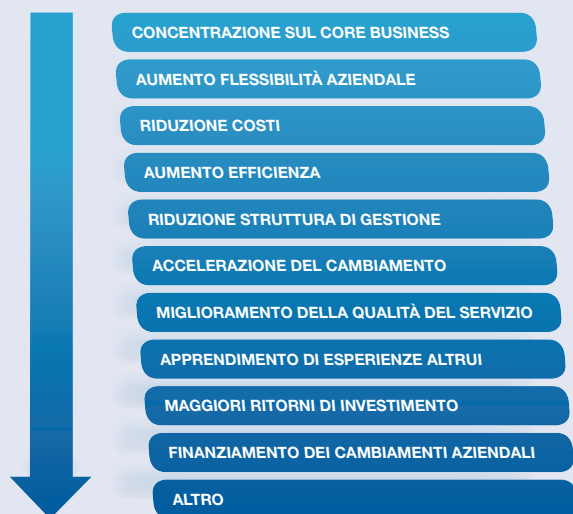 CONCENTRAZIONE SUL CORE BUSINESS
AUMENTO FLESSIBILITÀ AZIENDALE
RIDUZIONE COSTI
AUMENTO EFFICIENZA
RIDUZIONE STRUTTURA DI GESTIONE
ACCELERAZIONE DEL CAMBIAMENTO
MIGLIORAMENTO DELLA QUALITÀ DEL SERVIZIO
APPRENDIMENTO DI ESPERIENZE ALTRUI
MAGGIORI RITORNI DI INVESTIMENTO
FINANZIAMENTO DEI CAMBIAMENTI AZIENDALI
ALTRO